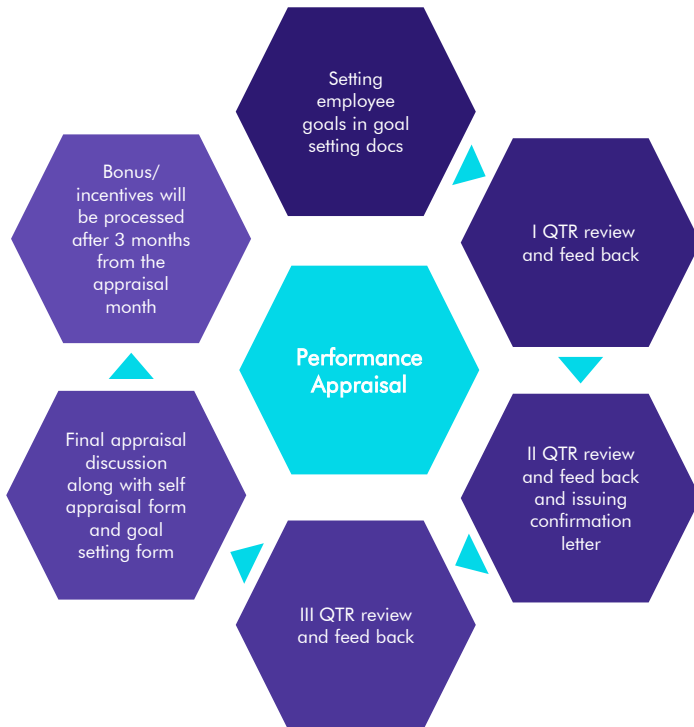 Setting
employee
goals in goal
setting docs
I QTR review
and feed back
II QTR review
and feed back
and issuing
confirmation
letter
III QTR review
and feed back
Final appraisal
discussion
along with self
appraisal form
and goal
setting form
Bonus/
incentives will
be processed
after 3 months
from the
appraisal
month
Performance
Appraisal